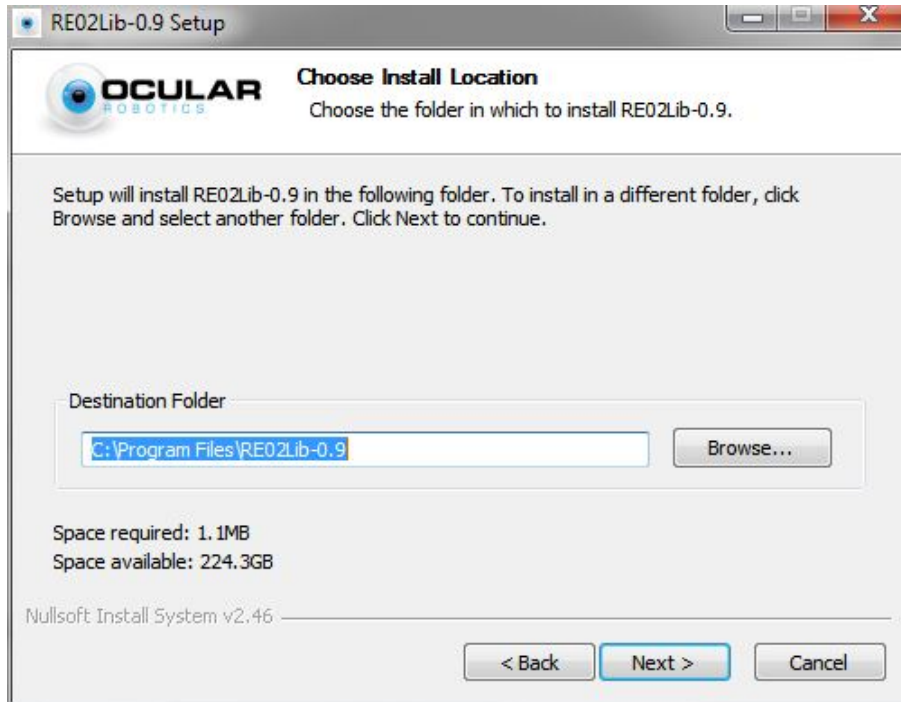 RE02Lib-0.9 Setup
OCULAR
ROBOTICS
Choose Install Location
Choose the folder in which to install RE02Lib-0.9.
Setup will install RE02Lib-0.9 in the following folder. To install in a different folder, click
Browse and select another folder. Click Next to continue.
Destination Folder
C:\Program Files\RE02Lib-0.9
Browse...
Space required: 1.1MB
Space available: 224.3GB
Nullsoft Install System v2.46
< Back
Next >
Cancel